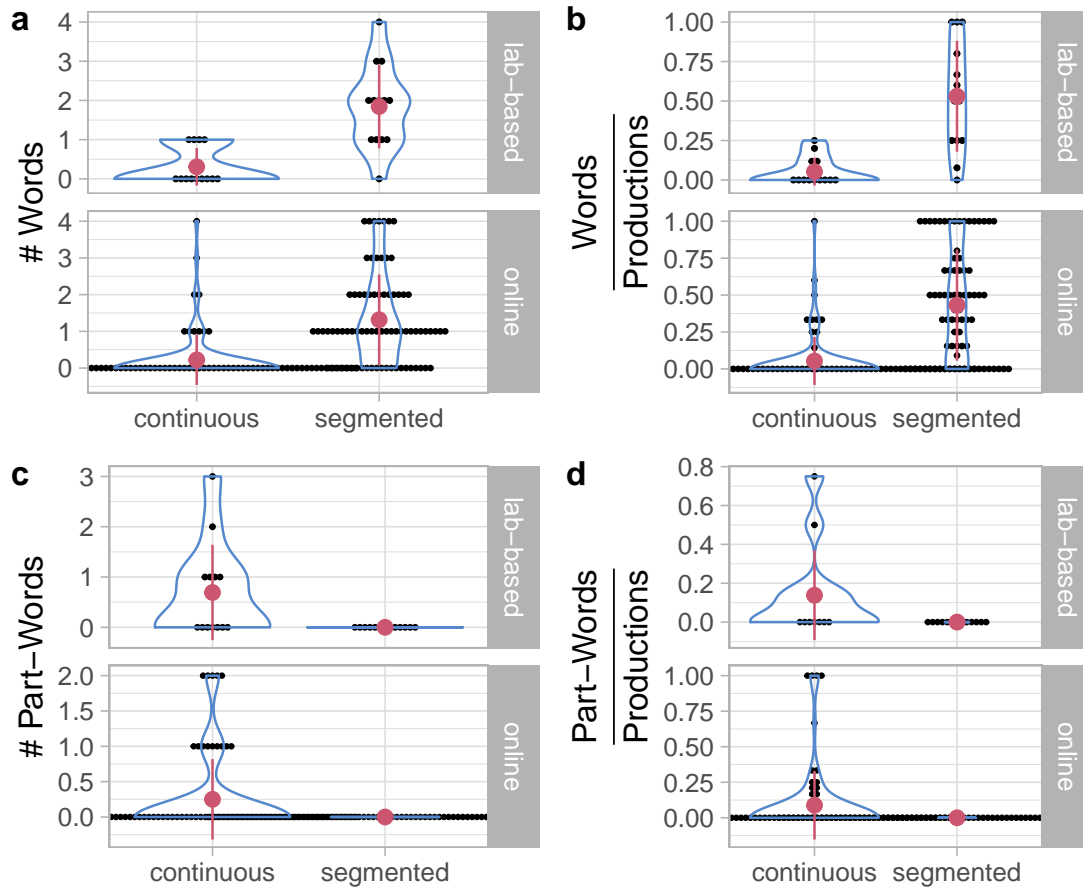 a
# Words
4
3
2
1
0
lab−based
4
3
2
1
0
online
continuous
segmented
b
Words
Productions
1.00
0.75
0.50
0.25
0.00
lab−based
1.00
0.75
0.50
0.25
0.00
online
continuous
segmented
c
# Part−Words
3
2
1
0
lab−based
2.0
1.5
1.0
0.5
0.0
online
continuous
segmented
d
Part−Words
Productions
0.8
0.6
0.4
0.2
0.0
lab−based
1.00
0.75
0.50
0.25
0.00
online
continuous
segmented